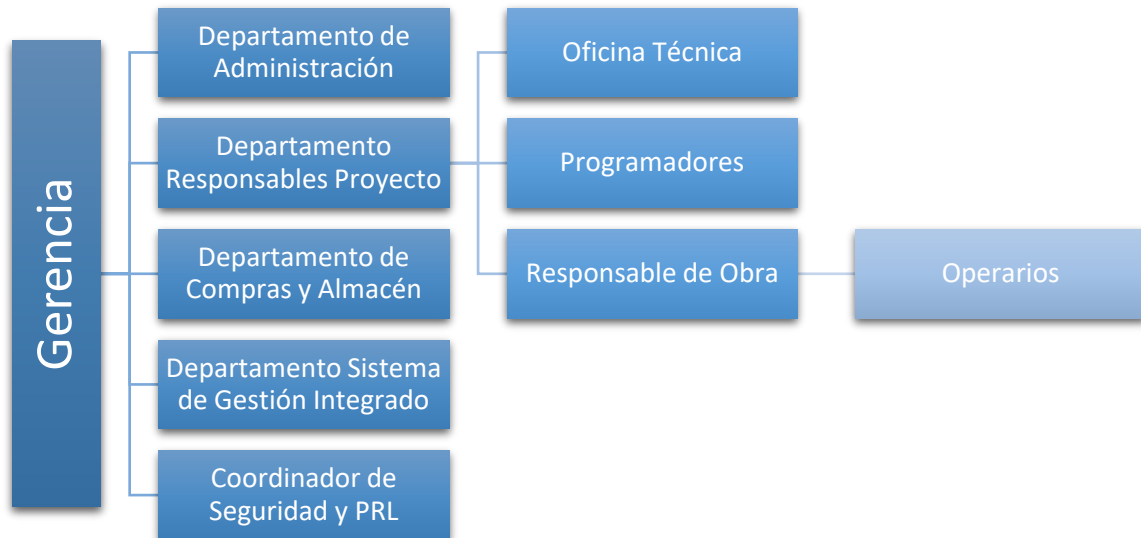 Gerencia
Departamento de
Administración
Departamento
Responsables Proyecto
Departamento de
Compras y Almacén
Departamento Sistema
de Gestión Integrado
Coordinador de
Seguridad y PRL
Oficina Técnica
Programadores
Responsable de Obra
Operarios